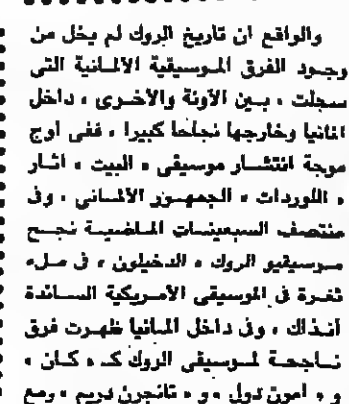 والواقع ان تاريخ الروك لم يخل من
وجود الفرق الموسيقية الالمانية التى
سجلت ، بين الآونة والأخرى ، داخل
المانيا وخارجها نجاحا كبيرا ، ففى اوج
موجة انتشار موسيقى « البيت » اثار
« اللوردات » الجمهور الالمانى ، وفى
منتصف السبعينات الماضية نجح
موسيقيو الروك « الدخيلون » فى ملء
ثغرة فى الموسيقى الأمريكية السائدة
آنذاك ، وفى داخل المانيا ظهرت فرق
ناجحة لموسيقى الروك كـ « كان »
و « امون دول » و « تانجرن دريم » ومع